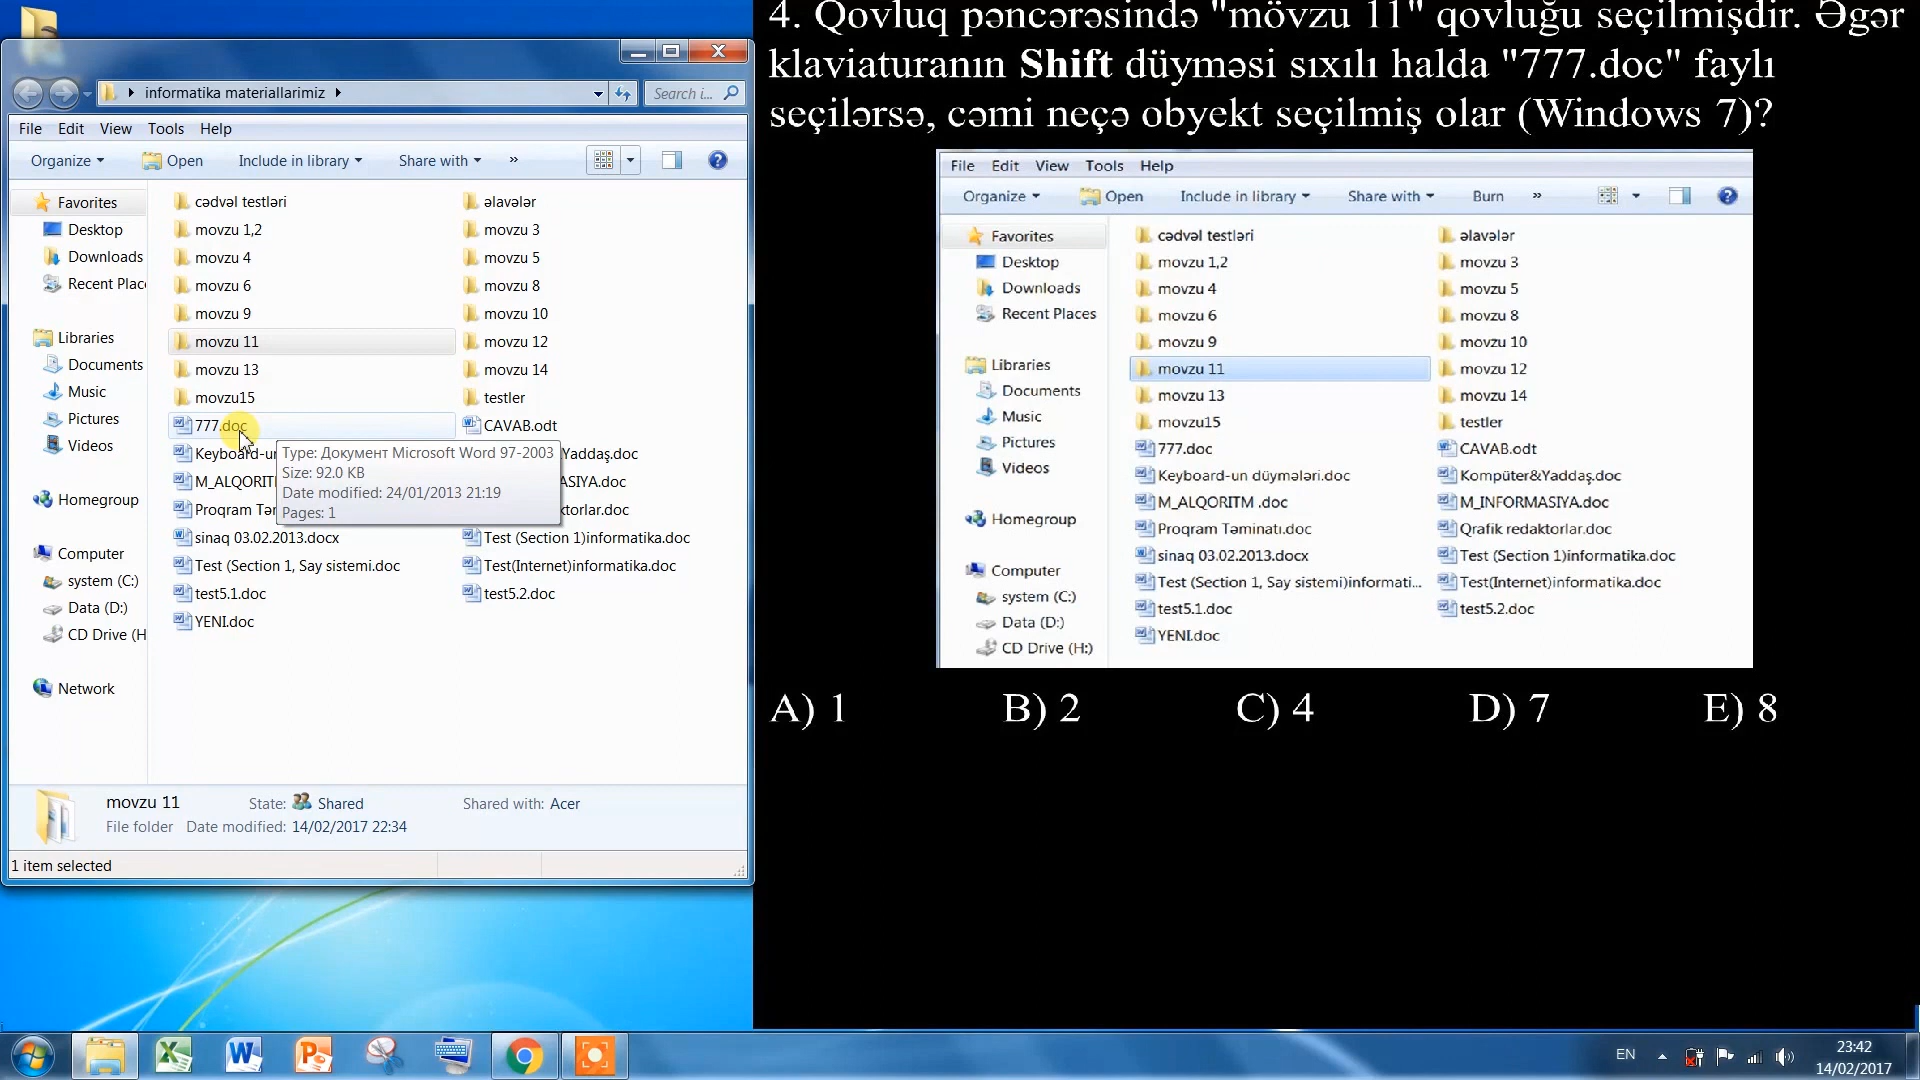 informatika materiallarimiz
Search i...
File Edit View Tools Help
Organize Open Include in library Share with »
Favorites
Desktop
Downloads
Recent Plac
Libraries
Documents
Music
Pictures
Videos
Homegroup
Computer
system (C:)
Data (D:)
CD Drive (H
Network
cədvəl testləri əlavələr
movzu 1,2 movzu 3
movzu 4 movzu 5
movzu 6 movzu 8
movzu 9 movzu 10
movzu 11 movzu 12
movzu 13 movzu 14
movzu15 testler
777.doc CAVAB.odt
Keyboard-un Yaddaş.doc
M_ALQORITM ASIYA.doc
Proqram Tər ktorlar.doc
sinaq 03.02.2013.docx Test (Section 1)informatika.doc
Test (Section 1, Say sistemi.doc Test(Internet)informatika.doc
test5.1.doc test5.2.doc
YENI.doc
Type: Документ Microsoft Word 97-2003
Size: 92.0 KB
Date modified: 24/01/2013 21:19
Pages: 1
movzu 11 State: Shared Shared with: Acer
File folder Date modified: 14/02/2017 22:34
1 item selected
4. Qovluq pəncərəsində "mövzu 11" qovluğu seçilmişdir. Əgər
klaviaturanın Shift düyməsi sıxılı halda "777.doc" faylı
seçilərsə, cəmi neçə obyekt seçilmiş olar (Windows 7)?
File Edit View Tools Help
Organize Open Include in library Share with Burn »
Favorites
Desktop
Downloads
Recent Places
Libraries
Documents
Music
Pictures
Videos
Homegroup
Computer
system (C:)
Data (D:)
CD Drive (H:)
cədvəl testləri əlavələr
movzu 1,2 movzu 3
movzu 4 movzu 5
movzu 6 movzu 8
movzu 9 movzu 10
movzu 11 movzu 12
movzu 13 movzu 14
movzu15 testler
777.doc CAVAB.odt
Keyboard-un düymələri.doc Kompüter&Yaddaş.doc
M_ALQORITM .doc M_INFORMASIYA.doc
Proqram Təminatı.doc Qrafik redaktorlar.doc
sinaq 03.02.2013.docx Test (Section 1)informatika.doc
Test (Section 1, Say sistemi)informati... Test(Internet)informatika.doc
test5.1.doc test5.2.doc
YENI.doc
A) 1 B) 2 C) 4 D) 7 E) 8
EN
23:42
14/02/2017